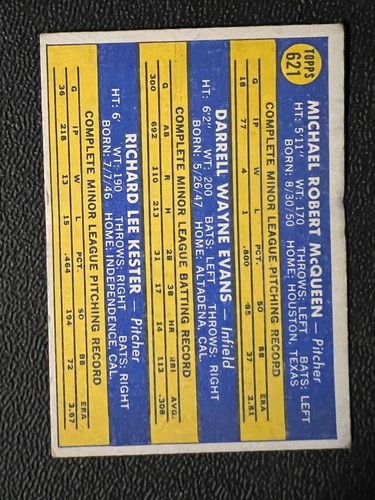 TOPPS
621
MICHAEL ROBERT McQUEEN — Pitcher
HT: 5'11" WT: 170 THROWS: LEFT BATS: LEFT
BORN: 8/30/50 HOME: HOUSTON, TEXAS
COMPLETE MINOR LEAGUE PITCHING RECORD
G IP W L PCT. SO BB ERA
18 77 4 1 .800 85 37 2.81
DARRELL WAYNE EVANS — Infield
HT: 6'2" WT: 200 BATS: LEFT THROWS: RIGHT
BORN: 5/26/47 HOME: ALTADENA, CAL.
COMPLETE MINOR LEAGUE BATTING RECORD
G AB R H 2B 3B HR RBI AVG.
300 692 110 213 31 17 14 113 .308
RICHARD LEE KESTER — Pitcher
HT: 6' WT: 190 THROWS: RIGHT BATS: RIGHT
BORN: 7/7/46 HOME: INDEPENDENCE, CAL.
COMPLETE MINOR LEAGUE PITCHING RECORD
G IP W L PCT. SO BB ERA
36 218 13 15 .464 194 72 3.67